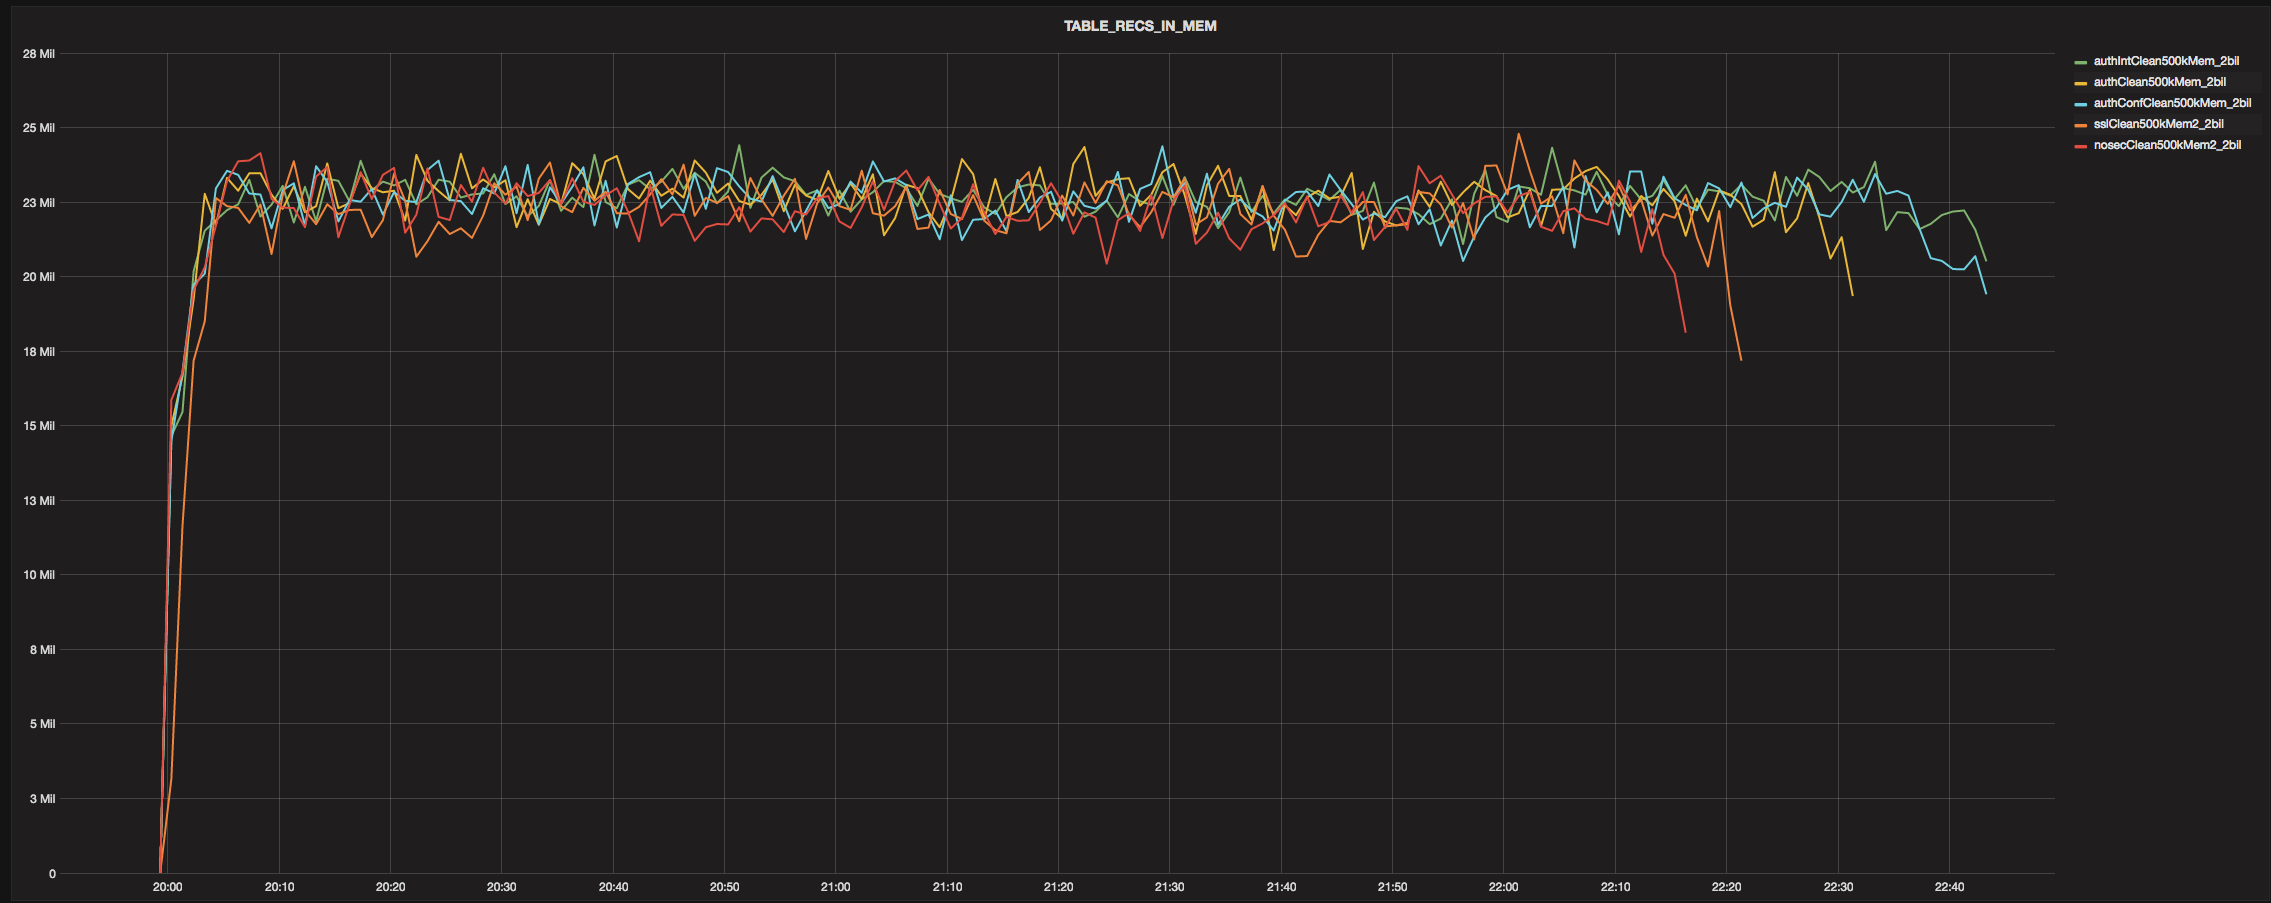 TABLE_RECS_IN_MEM
28 Mil
25 Mil
23 Mil
20 Mil
18 Mil
15 Mil
13 Mil
10 Mil
8 Mil
5 Mil
3 Mil
0
20:00 20:10 20:20 20:30 20:40 20:50 21:00 21:10 21:20 21:30 21:40 21:50 22:00 22:10 22:20 22:30 22:40
authIntClean500kMem_2bil
authClean500kMem_2bil
authConfClean500kMem_2bil
sslClean500kMem2_2bil
nosecClean500kMem2_2bil